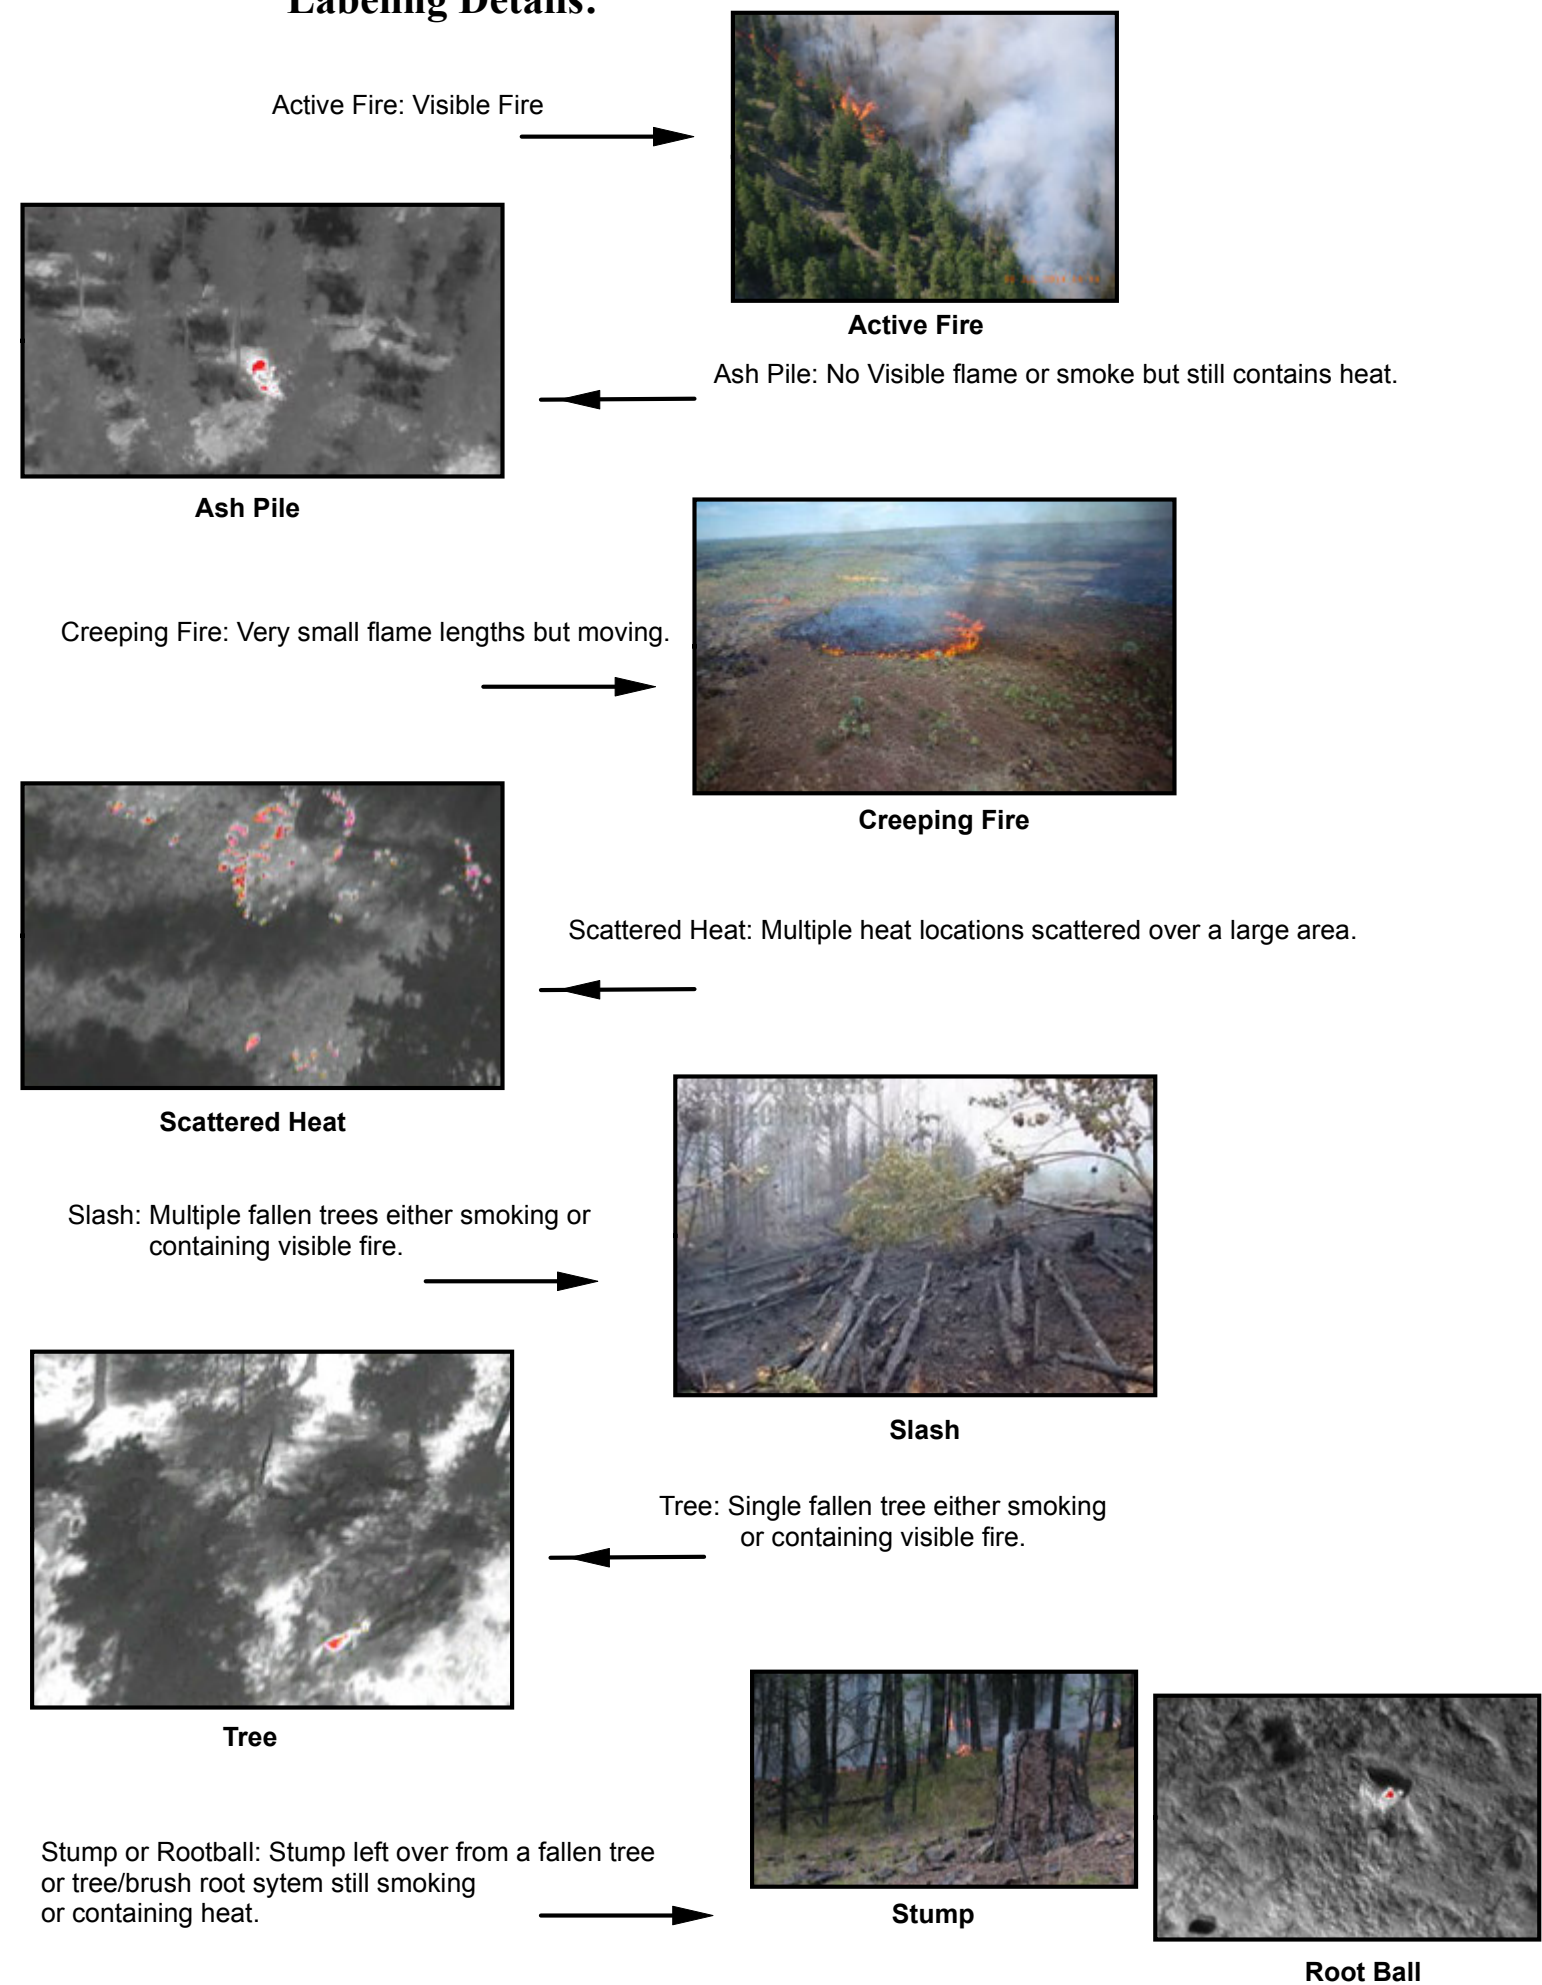 Labeling Details:
Active Fire: Visible Fire
Active Fire
Ash Pile: No Visible flame or smoke but still contains heat.
Ash Pile
Creeping Fire: Very small flame lengths but moving.
Creeping Fire
Scattered Heat: Multiple heat locations scattered over a large area.
Scattered Heat
Slash: Multiple fallen trees either smoking or
containing visible fire.
Slash
Tree: Single fallen tree either smoking
or containing visible fire.
Tree
Stump or Rootball: Stump left over from a fallen tree
or tree/brush root sytem still smoking
or containing heat.
Stump
Root Ball